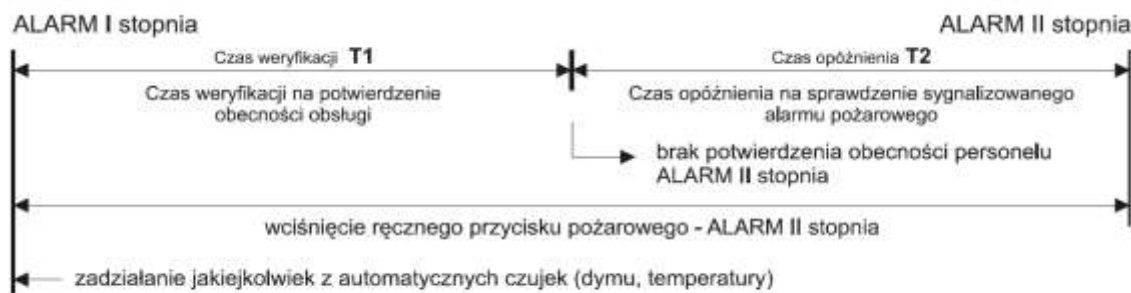 ALARM I stopnia
ALARM II stopnia
Czas weryfikacji T1
Czas opóźnienia T2
Czas weryfikacji na potwierdzenie
obecności obsługi
Czas opóźnienia na sprawdzenie sygnalizowanego
alarmu pożarowego
brak potwierdzenia obecności personelu
ALARM II stopnia
wciśnięcie ręcznego przycisku pożarowego - ALARM II stopnia
zadziałanie jakiejkolwiek z automatycznych czujek (dymu, temperatury)